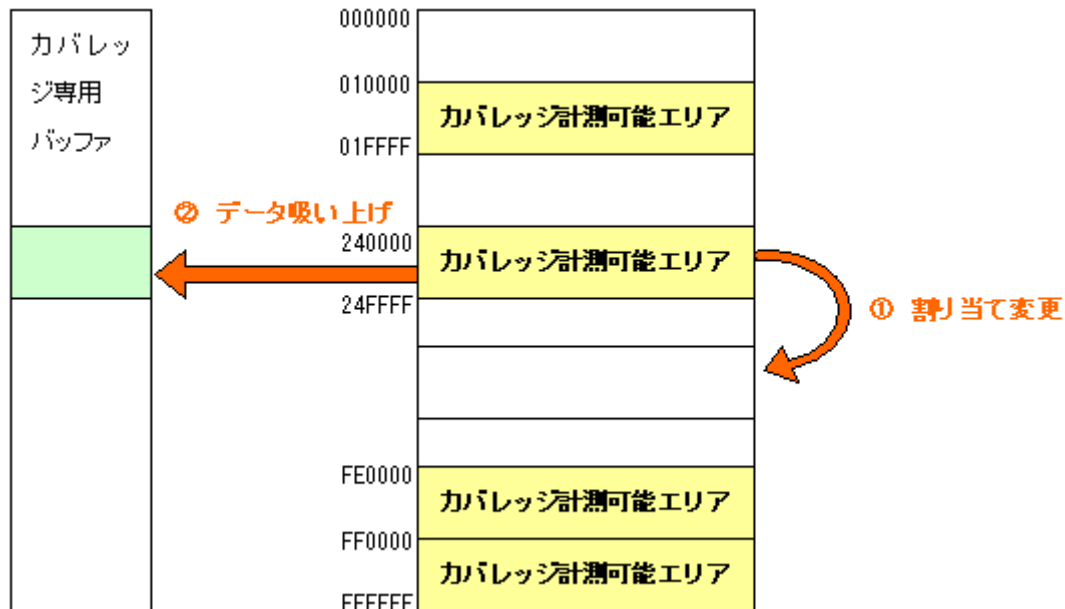 カバレッ
ジ専用
バッファ
000000
010000
カバレッジ計測可能エリア
01FFFF
② データ吸い上げ
240000
カバレッジ計測可能エリア
24FFFF
① 割り当て変更
FE0000
カバレッジ計測可能エリア
FF0000
カバレッジ計測可能エリア
FFFFFF